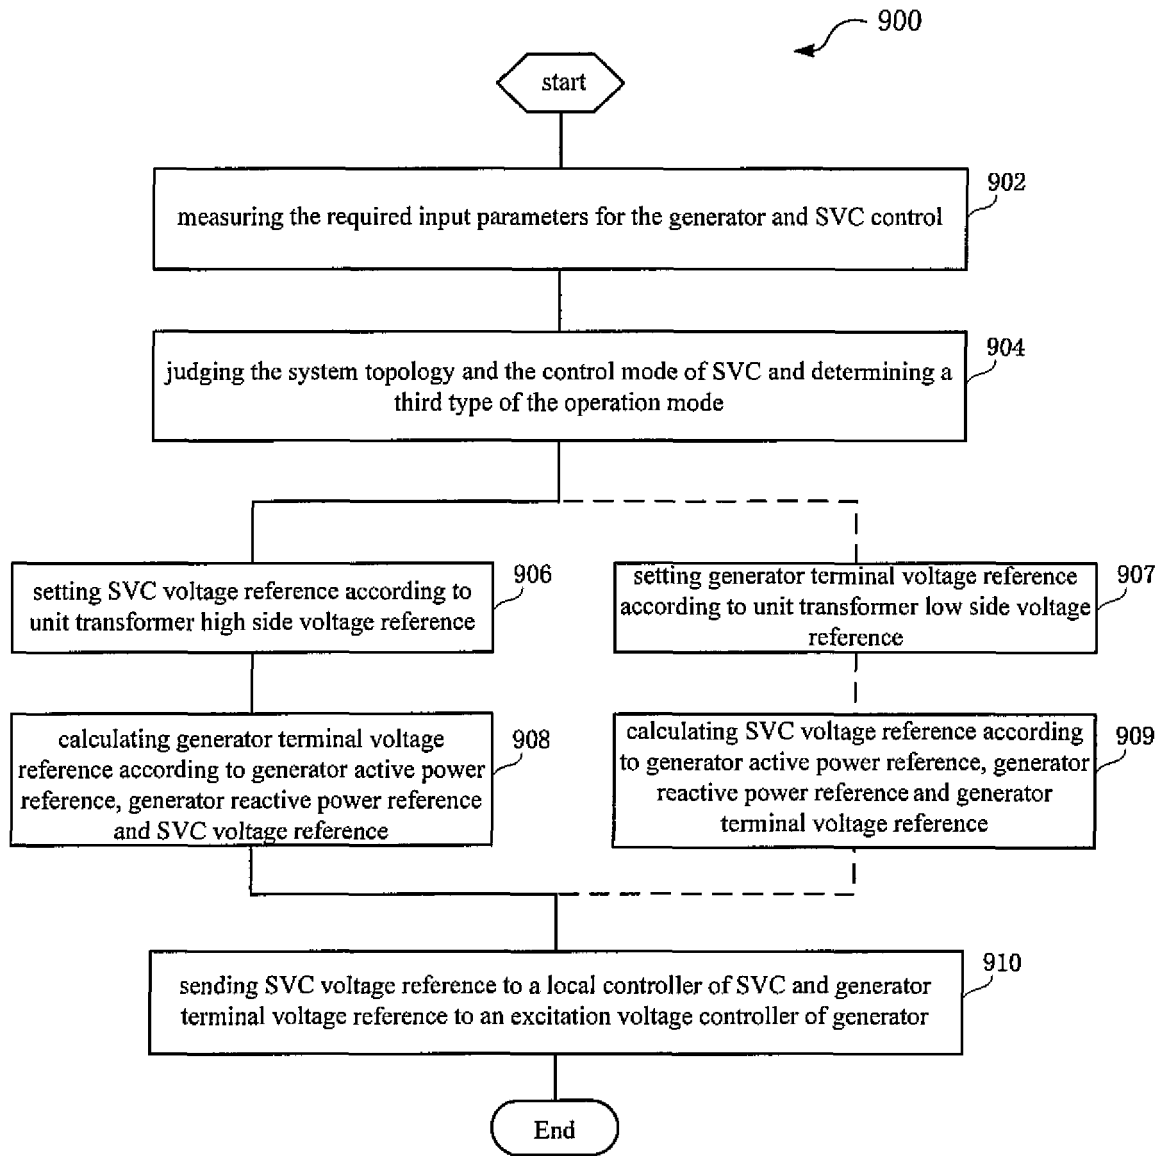 900
start
902
measuring the required input parameters for the generator and SVC control
904
judging the system topology and the control mode of SVC and determining a
third type of the operation mode
906
setting SVC voltage reference according to
unit transformer high side voltage reference
907
setting generator terminal voltage reference
according to unit transformer low side voltage
reference
908
calculating generator terminal voltage
reference according to generator active power
reference, generator reactive power reference
and SVC voltage reference
909
calculating SVC voltage reference according
to generator active power reference, generator
reactive power reference and generator
terminal voltage reference
910
sending SVC voltage reference to a local controller of SVC and generator
terminal voltage reference to an excitation voltage controller of generator
End